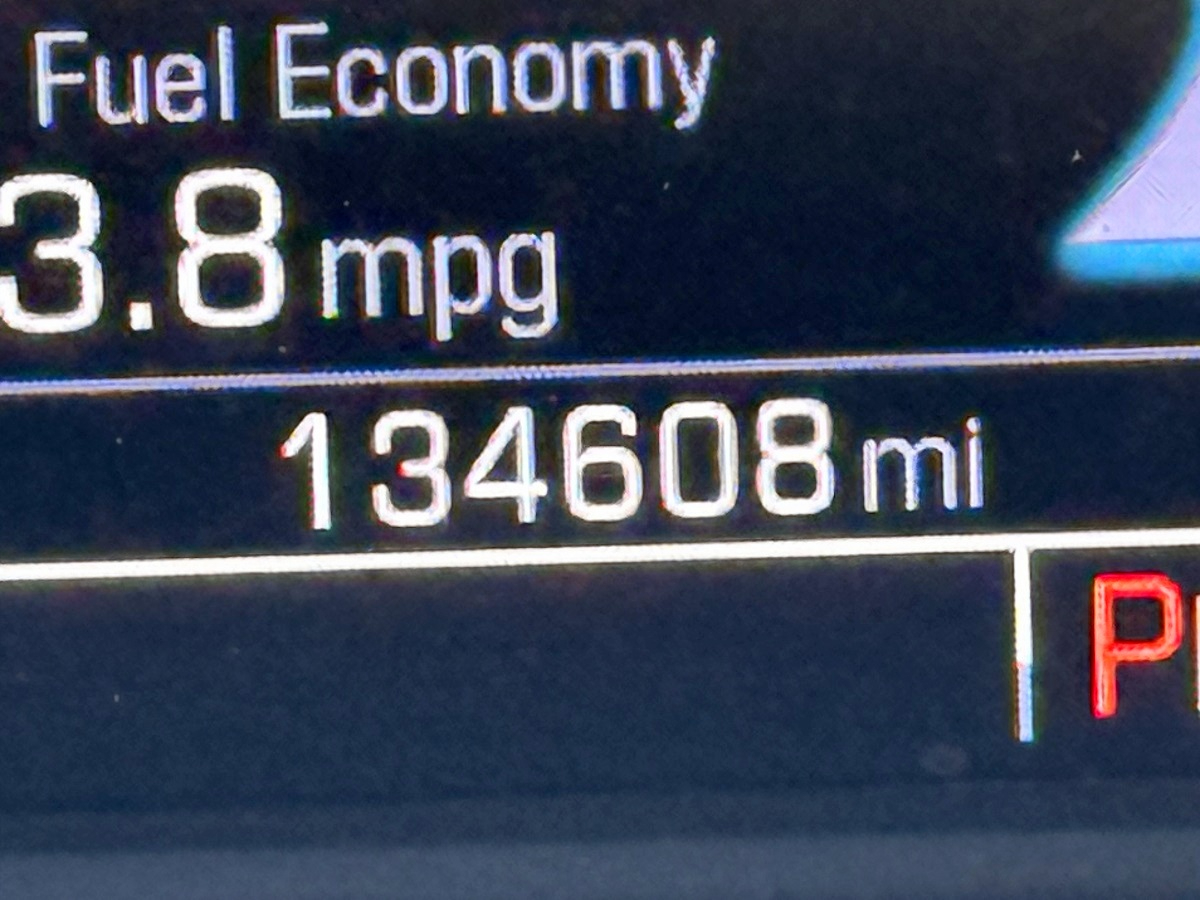 Fuel Economy
3.8 mpg
134608 mi
P